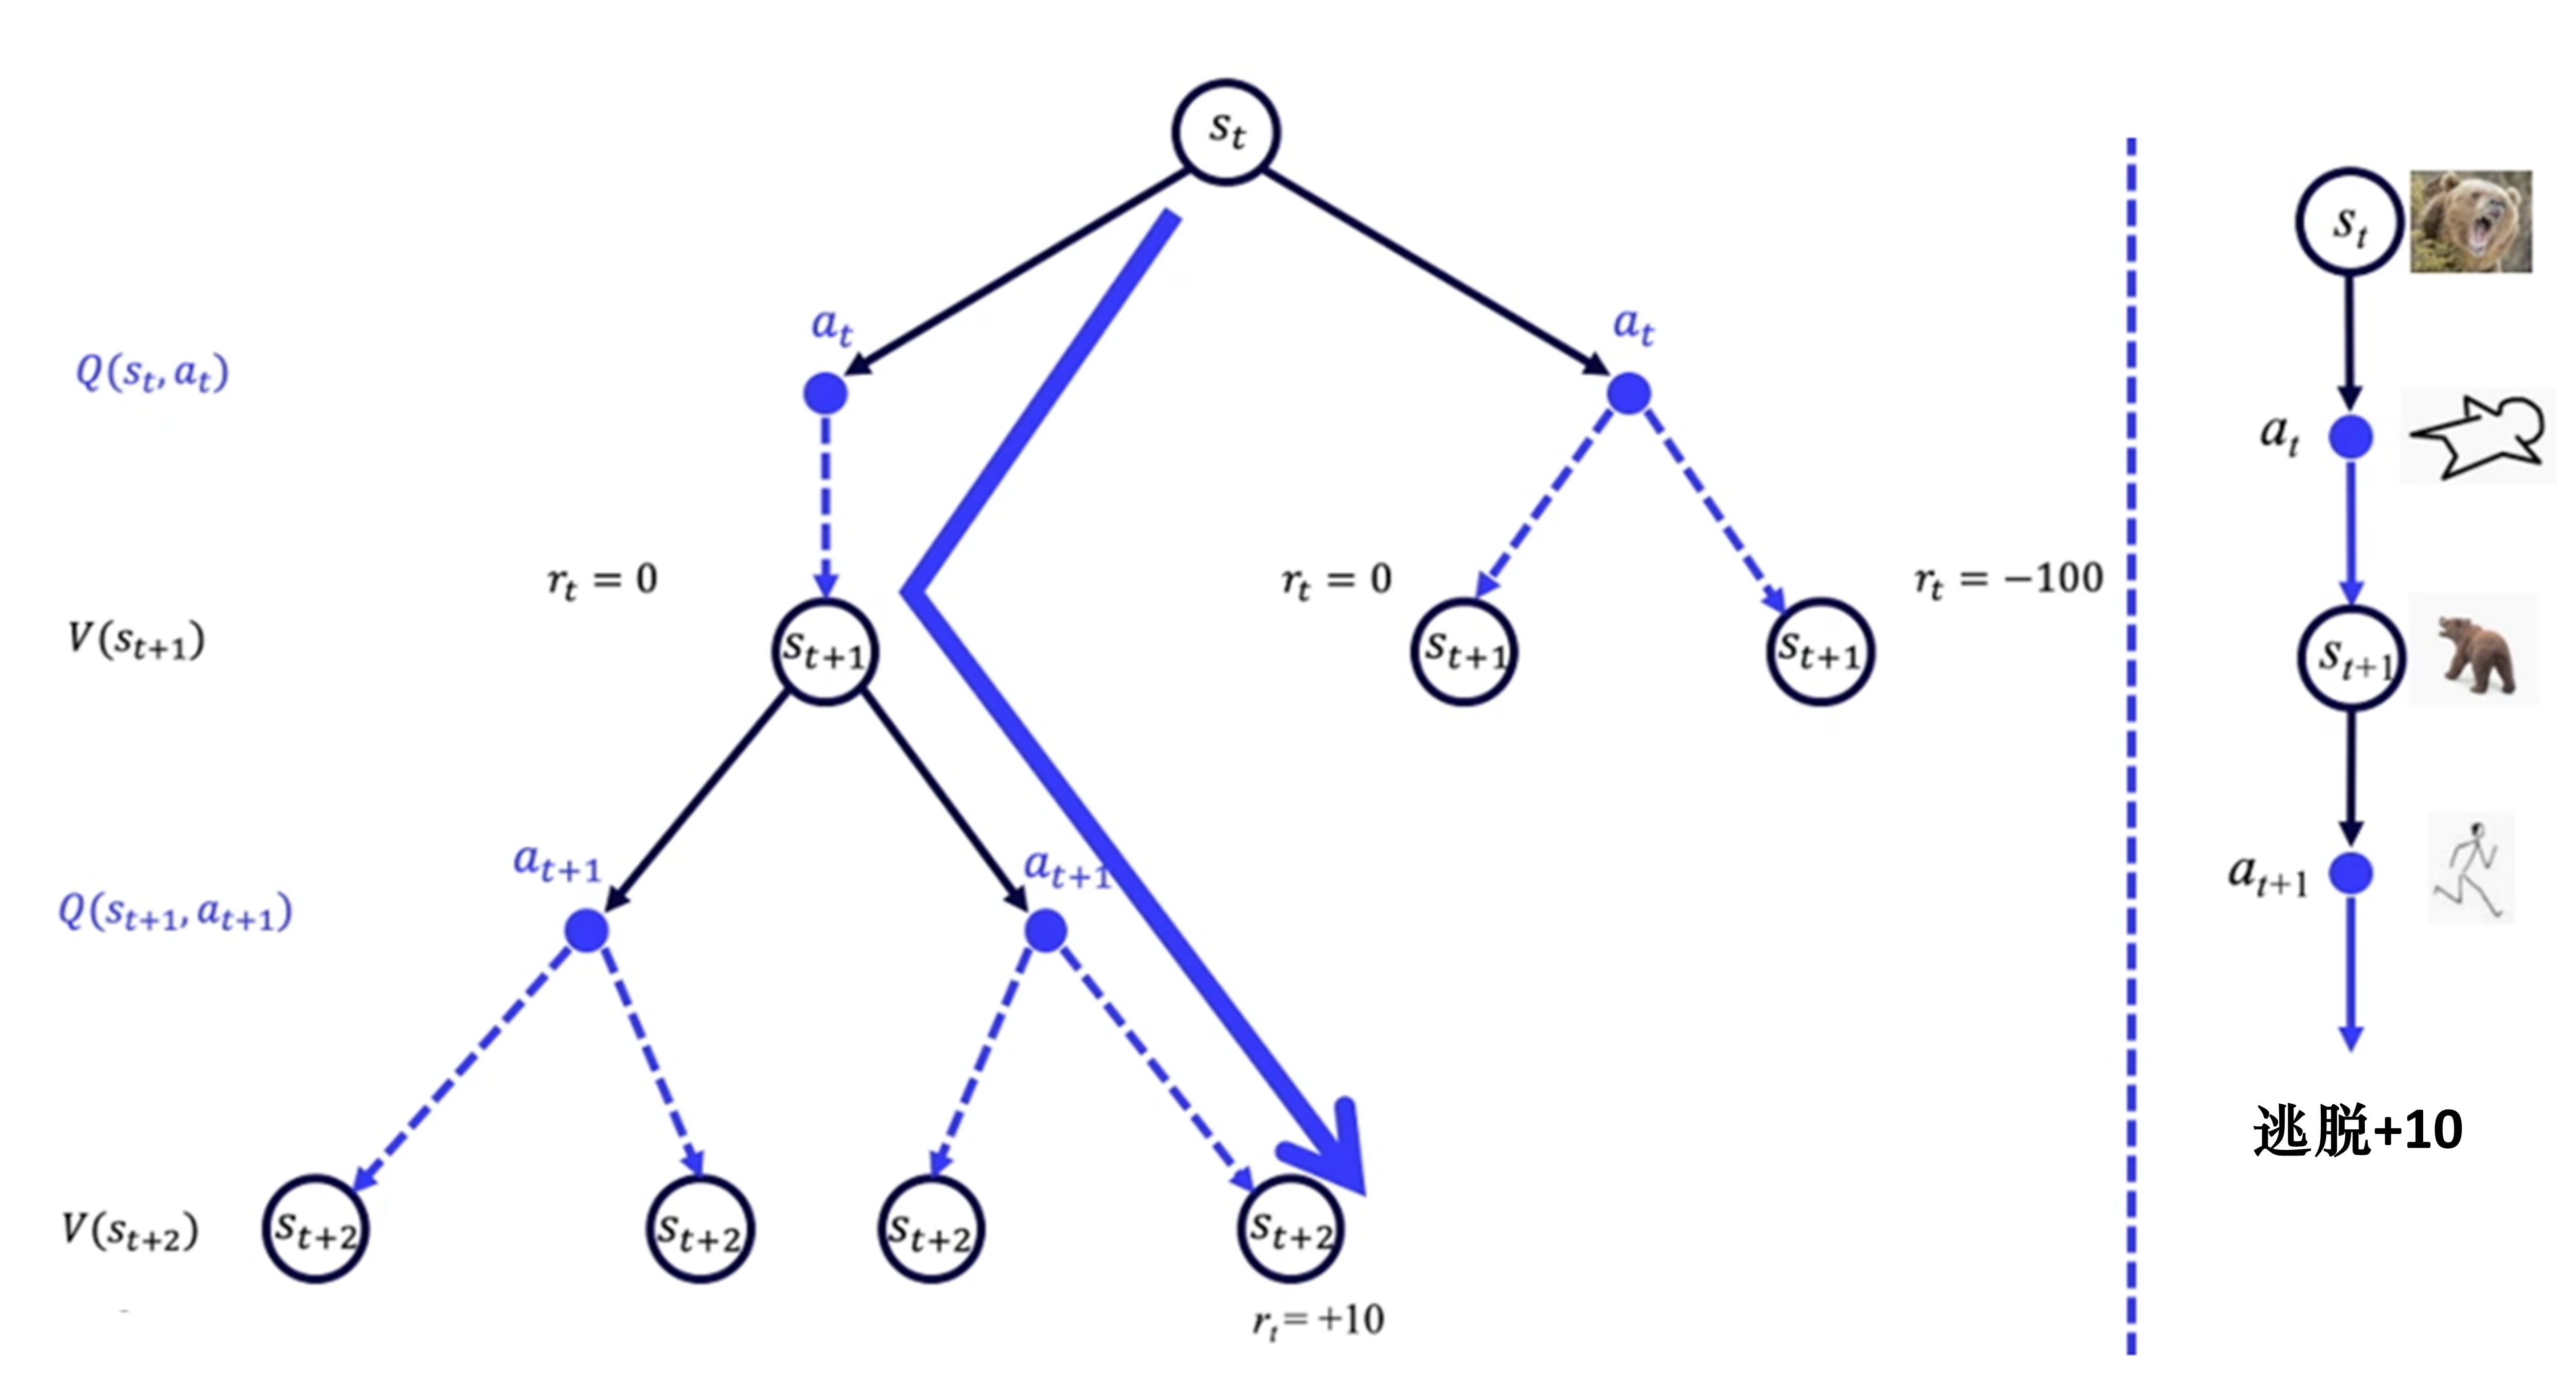 s_t
a_t a_t
Q(s_t, a_t)
r_t = 0 r_t = 0 r_t = −100
V(s_{t+1})
s_{t+1} s_{t+1} s_{t+1}
a_{t+1} a_{t+1}
Q(s_{t+1}, a_{t+1})
V(s_{t+2})
s_{t+2} s_{t+2} s_{t+2} s_{t+2}
r_t = +10
s_t
a_t
s_{t+1}
a_{t+1}
逃脱+10